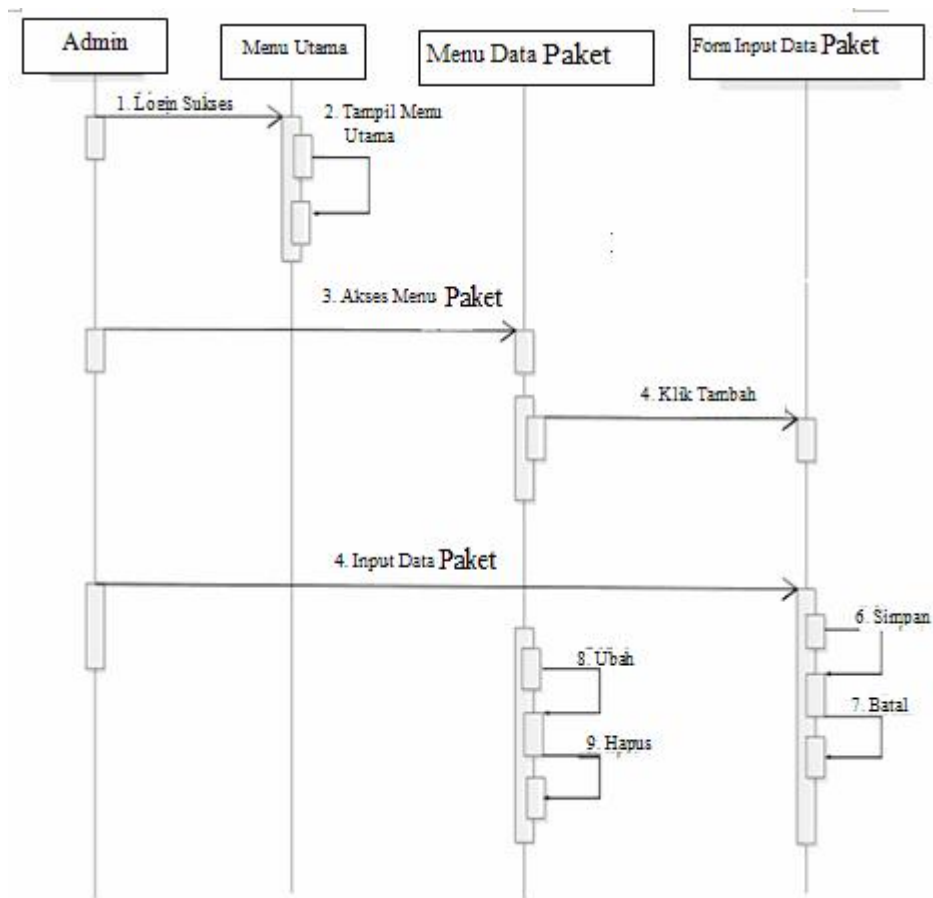 Admin
Menu Utama
Menu Data Paket
Form Input Data Paket
1. Login Sukses
2. Tampil Menu
Utama
3. Akses Menu Paket
4. Klik Tambah
4. Input Data Paket
6. Simpan
8. Ubah
7. Batal
9. Hapus